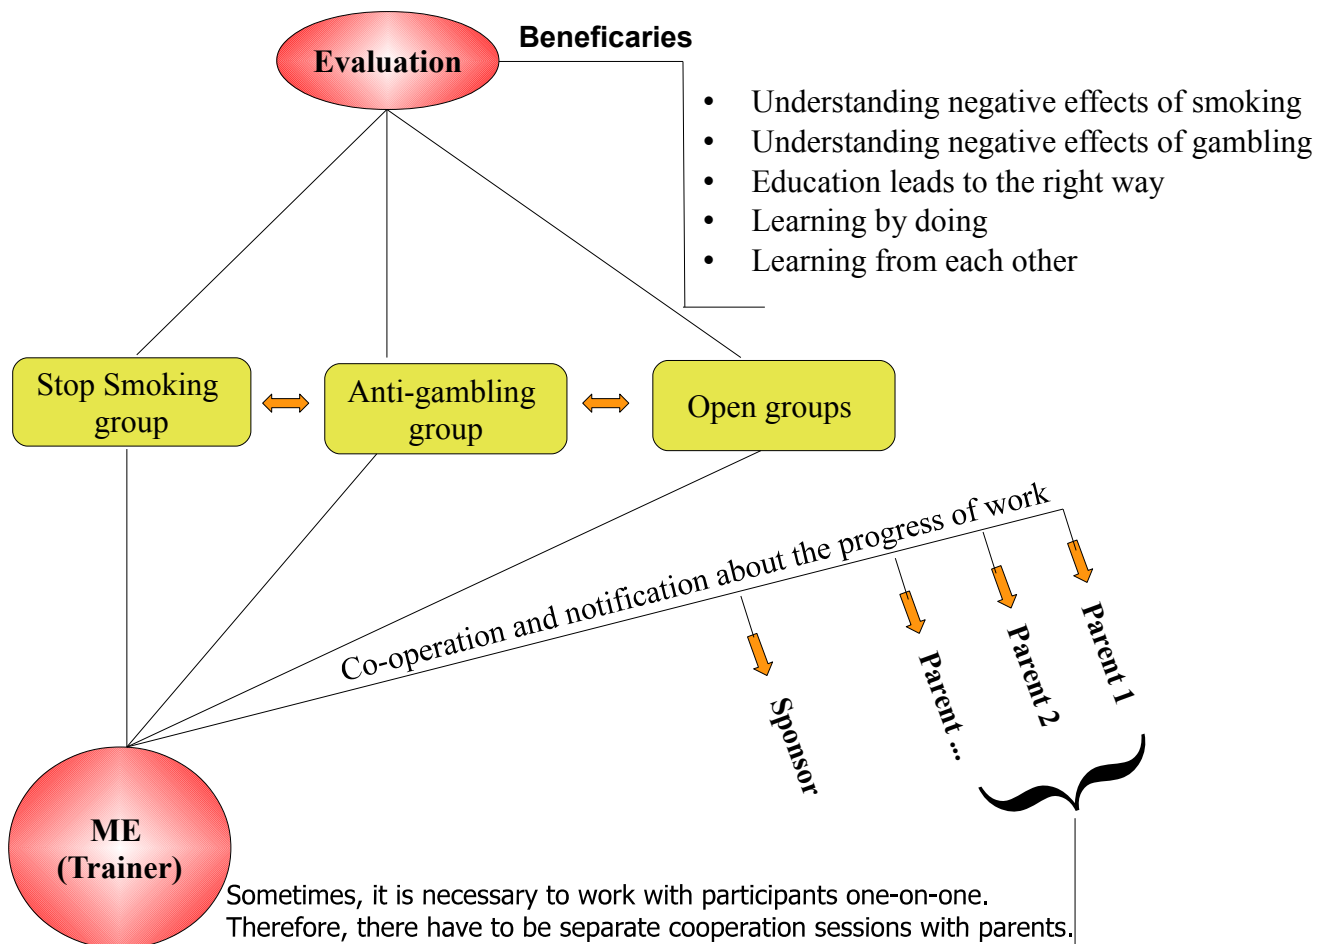 Evaluation
Beneficaries
• Understanding negative effects of smoking
• Understanding negative effects of gambling
• Education leads to the right way
• Learning by doing
• Learning from each other
Stop Smoking
group
Anti-gambling
group
Open groups
Co-operation and notification about the progress of work
Sponsor
Parent ...
Parent 2
Parent 1
ME
(Trainer)
Sometimes, it is necessary to work with participants one-on-one.
Therefore, there have to be separate cooperation sessions with parents.